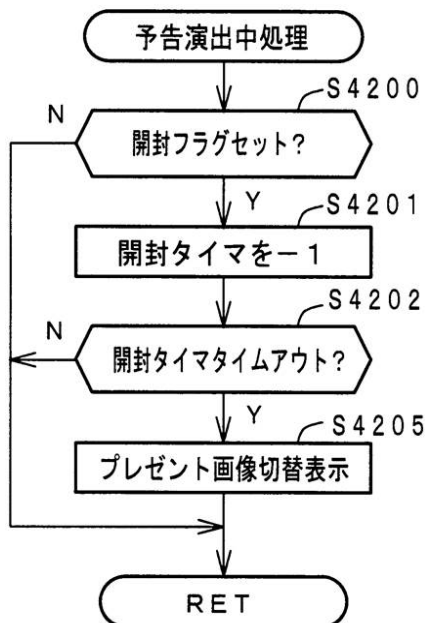 予告演出中処理
S4200
N
開封フラグセット?
Y
S4201
開封タイマを－1
S4202
N
開封タイマタイムアウト?
Y
S4205
プレゼント画像切替表示
RET